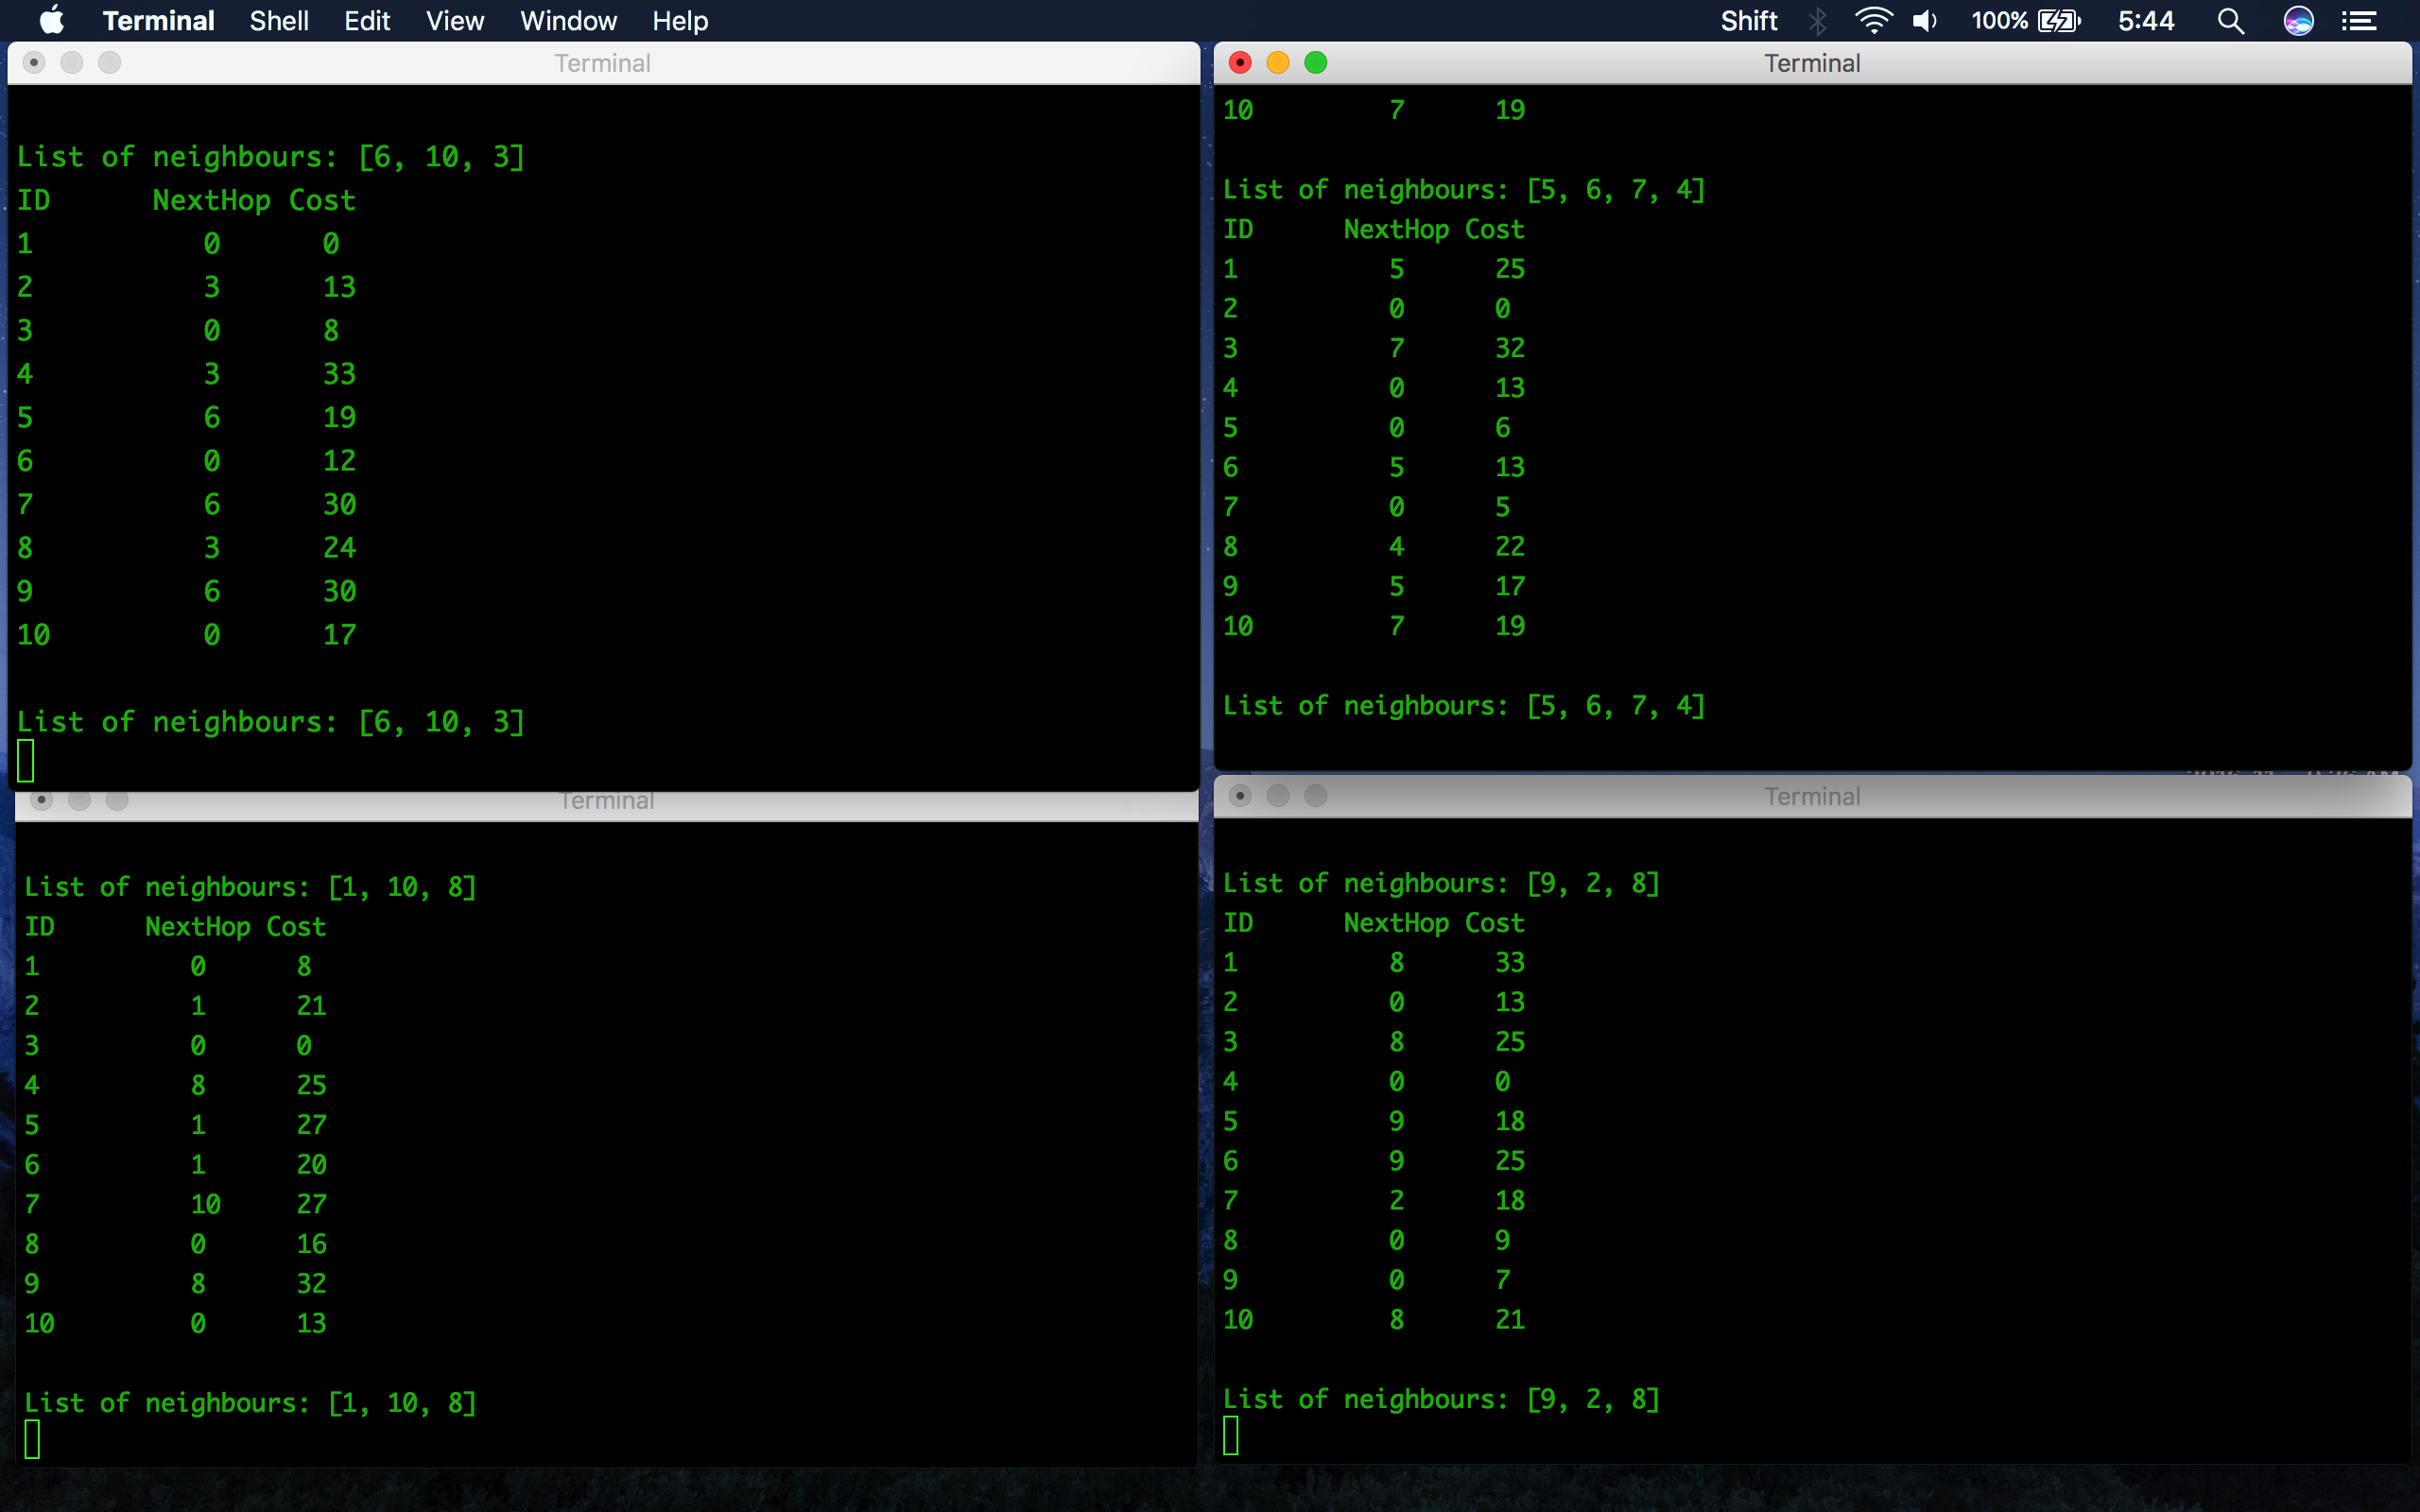 Terminal Shell Edit View Window Help Shift 100% 5:44
Terminal
List of neighbours: [6, 10, 3]
ID NextHop Cost
1 0 0
2 3 13
3 0 8
4 3 33
5 6 19
6 0 12
7 6 30
8 3 24
9 6 30
10 0 17
List of neighbours: [6, 10, 3]
Terminal
10 7 19
List of neighbours: [5, 6, 7, 4]
ID NextHop Cost
1 5 25
2 0 0
3 7 32
4 0 13
5 0 6
6 5 13
7 0 5
8 4 22
9 5 17
10 7 19
List of neighbours: [5, 6, 7, 4]
Terminal
List of neighbours: [1, 10, 8]
ID NextHop Cost
1 0 8
2 1 21
3 0 0
4 8 25
5 1 27
6 1 20
7 10 27
8 0 16
9 8 32
10 0 13
List of neighbours: [1, 10, 8]
Terminal
List of neighbours: [9, 2, 8]
ID NextHop Cost
1 8 33
2 0 13
3 8 25
4 0 0
5 9 18
6 9 25
7 2 18
8 0 9
9 0 7
10 8 21
List of neighbours: [9, 2, 8]